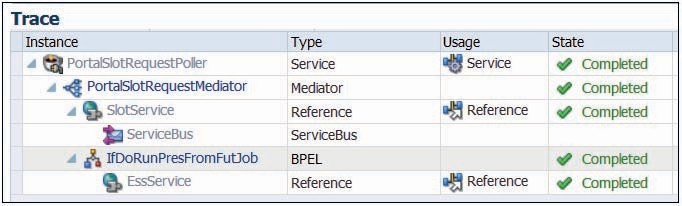 Trace
Instance Type Usage State
PortalSlotRequestPoller Service Service Completed
PortalSlotRequestMediator Mediator Completed
SlotService Reference Reference Completed
ServiceBus ServiceBus
IfDoRunPresFromFutJob BPEL Completed
EssService Reference Reference Completed